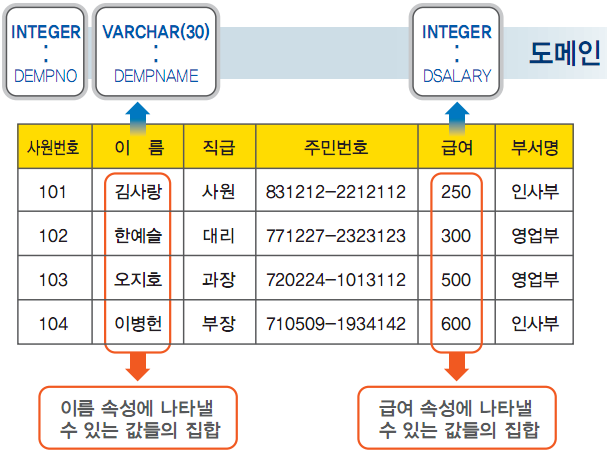 INTEGER
:
DEMPNO
VARCHAR(30)
:
DEMPNAME
INTEGER
:
DSALARY
도메인
사원번호 이 름 직급 주민번호 급여 부서명
101 김사랑 사원 831212-2212112 250 인사부
102 한예슬 대리 771227-2323123 300 영업부
103 오지호 과장 720224-1013112 500 영업부
104 이병헌 부장 710509-1934142 600 인사부
이름 속성에 나타낼
수 있는 값들의 집합
급여 속성에 나타낼
수 있는 값들의 집합